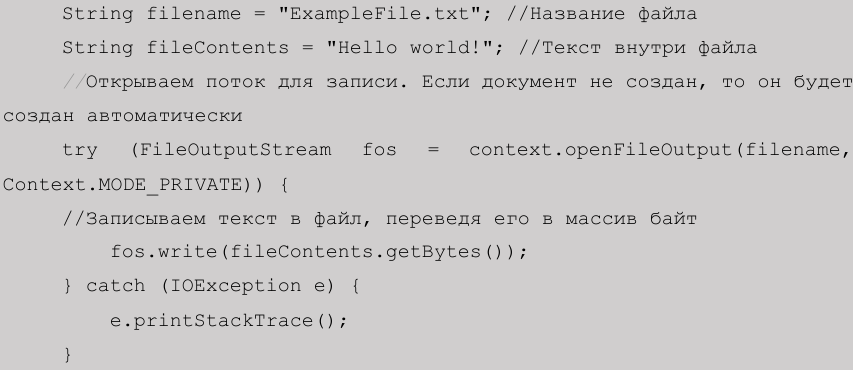 String filename = "ExampleFile.txt"; //Название файла
String fileContents = "Hello world!"; //Текст внутри файла
//Открываем поток для записи. Если документ не создан, то он будет
создан автоматически
try (FileOutputStream fos = context.openFileOutput(filename,
Context.MODE_PRIVATE)) {
//Записываем текст в файл, переведя его в массив байт
fos.write(fileContents.getBytes());
} catch (IOException e) {
e.printStackTrace();
}